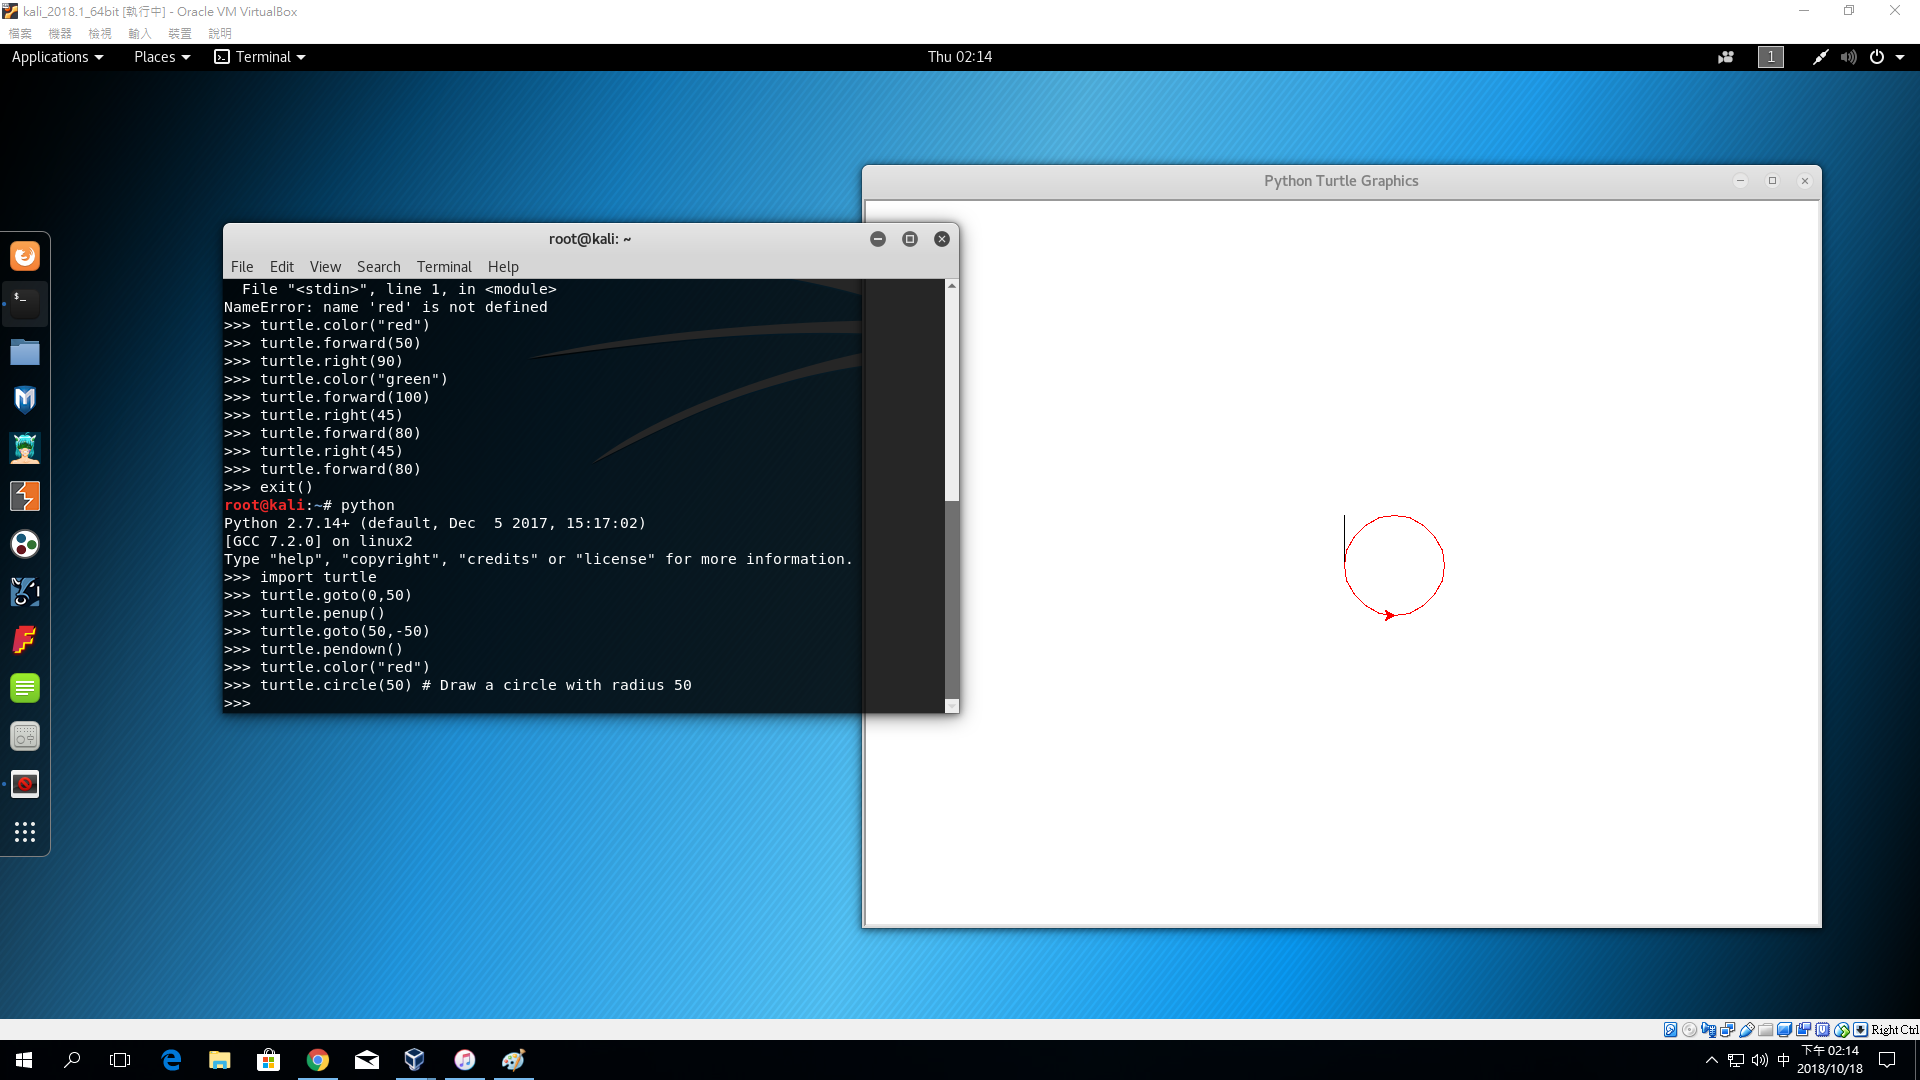 kali_2018.1_64bit [執行中] - Oracle VM VirtualBox
檔案 機器 檢視 輸入 裝置 說明
Applications Places Terminal Thu 02:14 1
Python Turtle Graphics
root@kali: ~
File Edit View Search Terminal Help
  File "<stdin>", line 1, in <module>
NameError: name 'red' is not defined
>>> turtle.color("red")
>>> turtle.forward(50)
>>> turtle.right(90)
>>> turtle.color("green")
>>> turtle.forward(100)
>>> turtle.right(45)
>>> turtle.forward(80)
>>> turtle.right(45)
>>> turtle.forward(80)
>>> exit()
root@kali:~# python
Python 2.7.14+ (default, Dec  5 2017, 15:17:02)
[GCC 7.2.0] on linux2
Type "help", "copyright", "credits" or "license" for more information.
>>> import turtle
>>> turtle.goto(0,50)
>>> turtle.penup()
>>> turtle.goto(50,-50)
>>> turtle.pendown()
>>> turtle.color("red")
>>> turtle.circle(50) # Draw a circle with radius 50
>>>
Right Ctrl
中
下午 02:14
2018/10/18